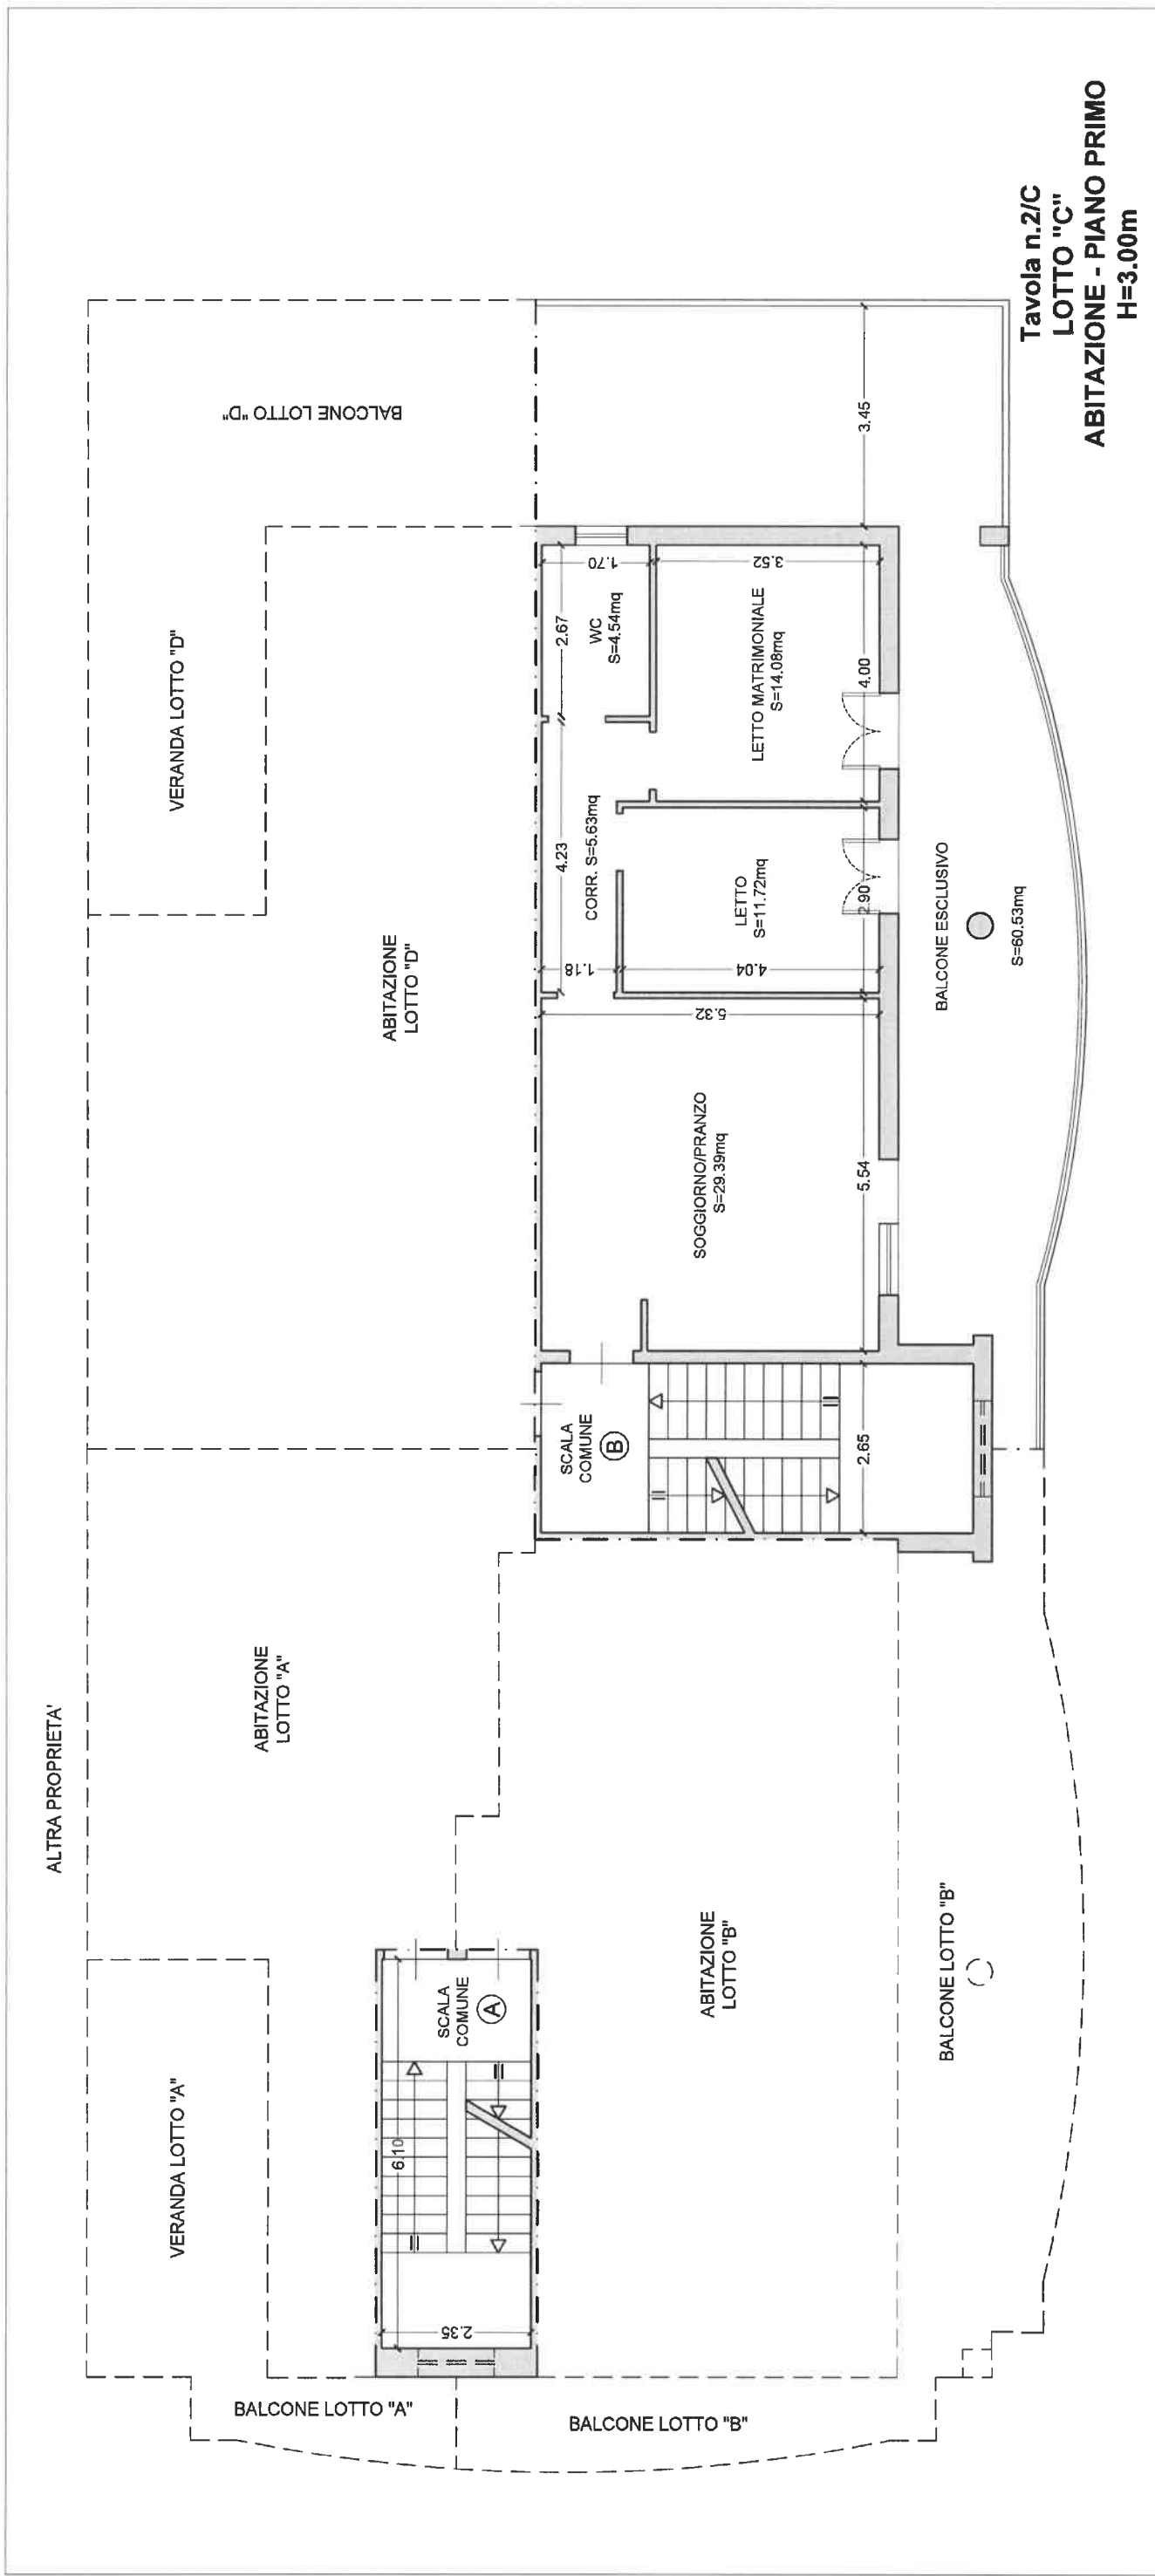 ALTRA PROPRIETA'
VERANDA LOTTO "A"
BALCONE LOTTO "A"
ABITAZIONE
LOTTO "A"
SCALA
COMUNE
A
6.10
2.35
BALCONE LOTTO "B"
ABITAZIONE
LOTTO "B"
BALCONE LOTTO "B"
VERANDA LOTTO "D"
BALCONE LOTTO "D"
ABITAZIONE
LOTTO "D"
SCALA
COMUNE
B
2.65
SOGGIORNO/PRANZO
S=29.39mq
5.32
5.54
CORR. S=5.63mq
4.23
1.18
LETTO
S=11.72mq
4.04
2.90
WC
S=4.54mq
2.67
1.70
LETTO MATRIMONIALE
S=14.08mq
3.52
4.00
3.45
BALCONE ESCLUSIVO
S=60.53mq
Tavola n.2/C
LOTTO "C"
ABITAZIONE - PIANO PRIMO
H=3.00m